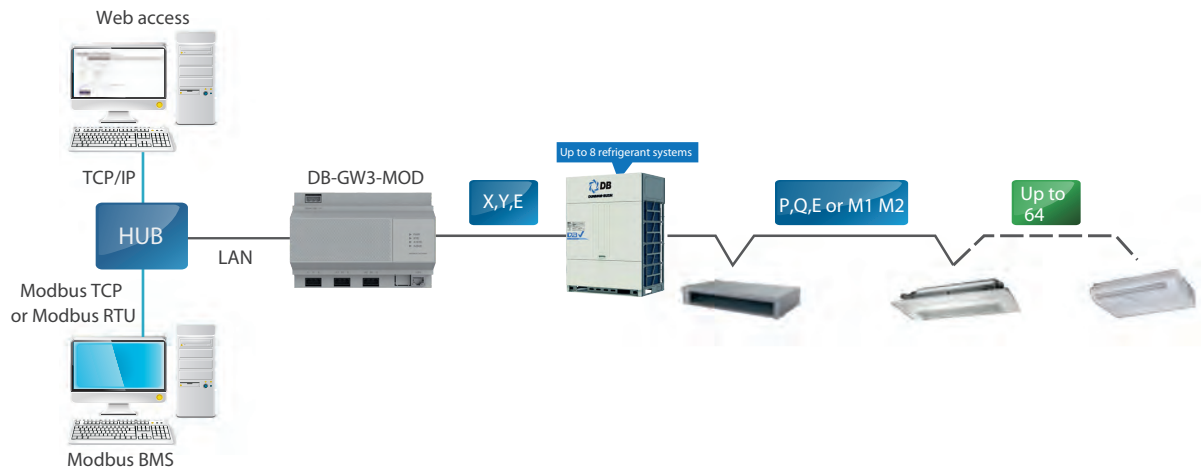 Web access
TCP/IP
HUB
LAN
Modbus TCP
or Modbus RTU
Modbus BMS
DB-GW3-MOD
X,Y,E
Up to 8 refrigerant systems
DB
P,Q,E or M1 M2
Up to
64